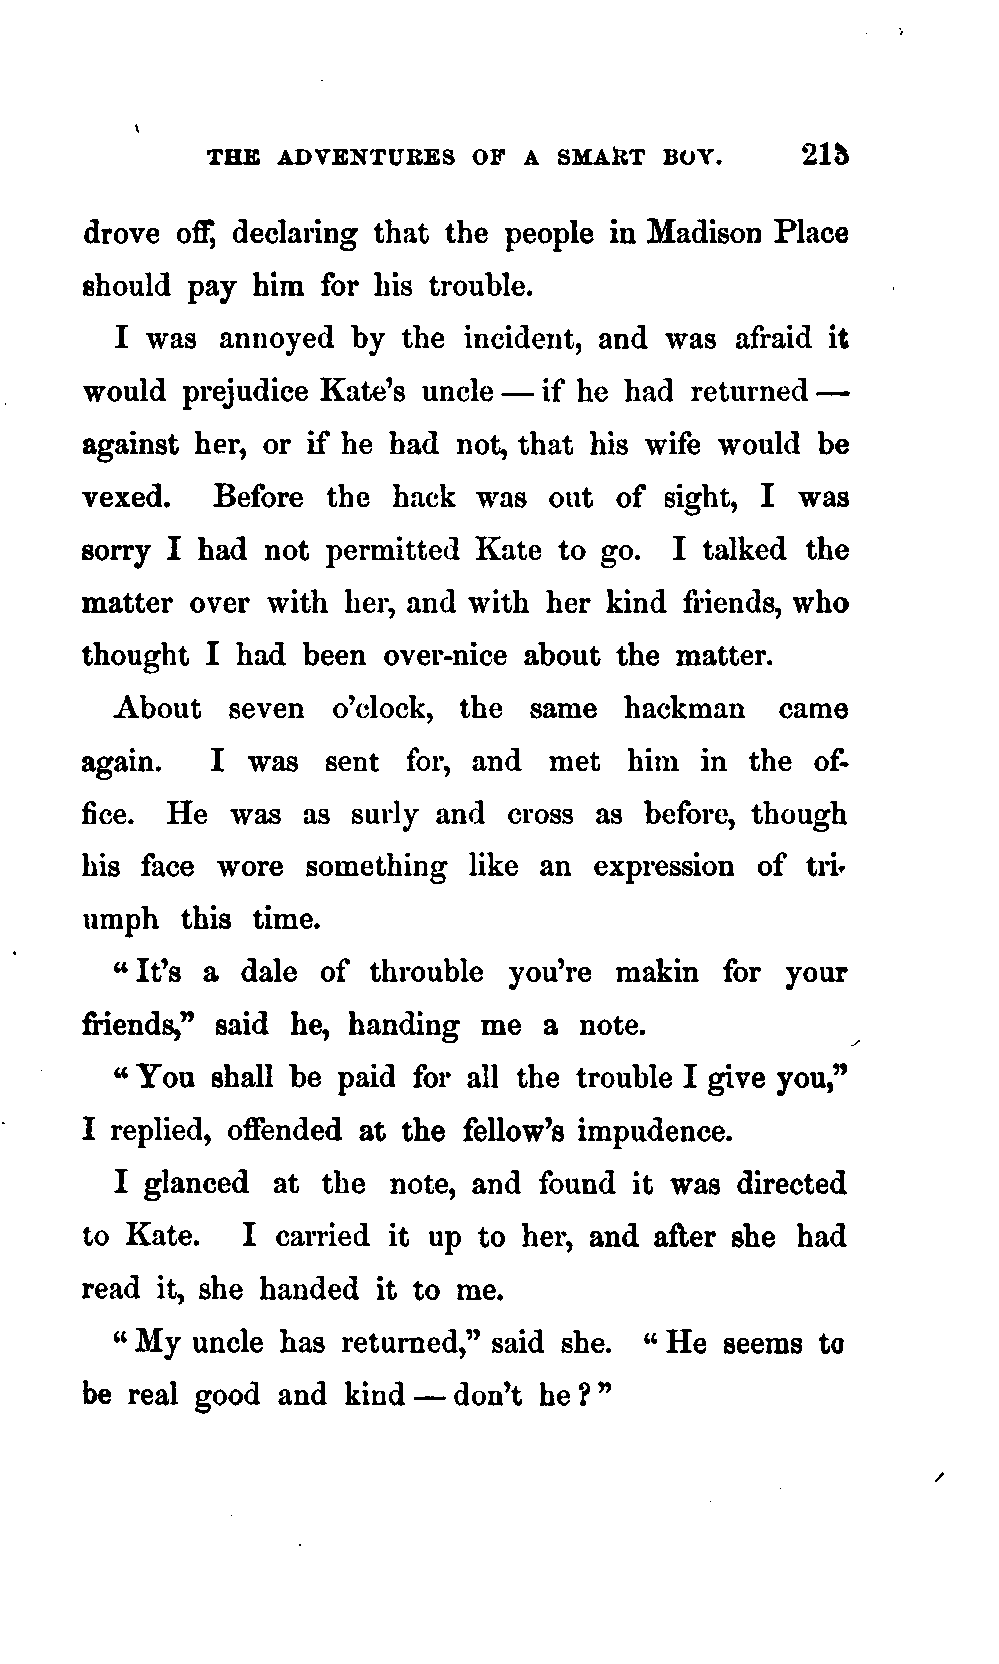 THE ADVENTURES OF A SMART BOY. 215
drove off, declaring that the people in Madison Place
should pay him for his trouble.
I was annoyed by the incident, and was afraid it
would prejudice Kate's uncle — if he had returned —
against her, or if he had not, that his wife would be
vexed. Before the hack was out of sight, I was
sorry I had not permitted Kate to go. I talked the
matter over with her, and with her kind friends, who
thought I had been over-nice about the matter.
About seven o'clock, the same hackman came
again. I was sent for, and met him in the of-
fice. He was as surly and cross as before, though
his face wore something like an expression of tri-
umph this time.
"It's a dale of throuble you're makin for your
friends," said he, handing me a note.
"You shall be paid for all the trouble I give you,"
I replied, offended at the fellow's impudence.
I glanced at the note, and found it was directed
to Kate. I carried it up to her, and after she had
read it, she handed it to me.
"My uncle has returned," said she. "He seems to
be real good and kind — don't he?"